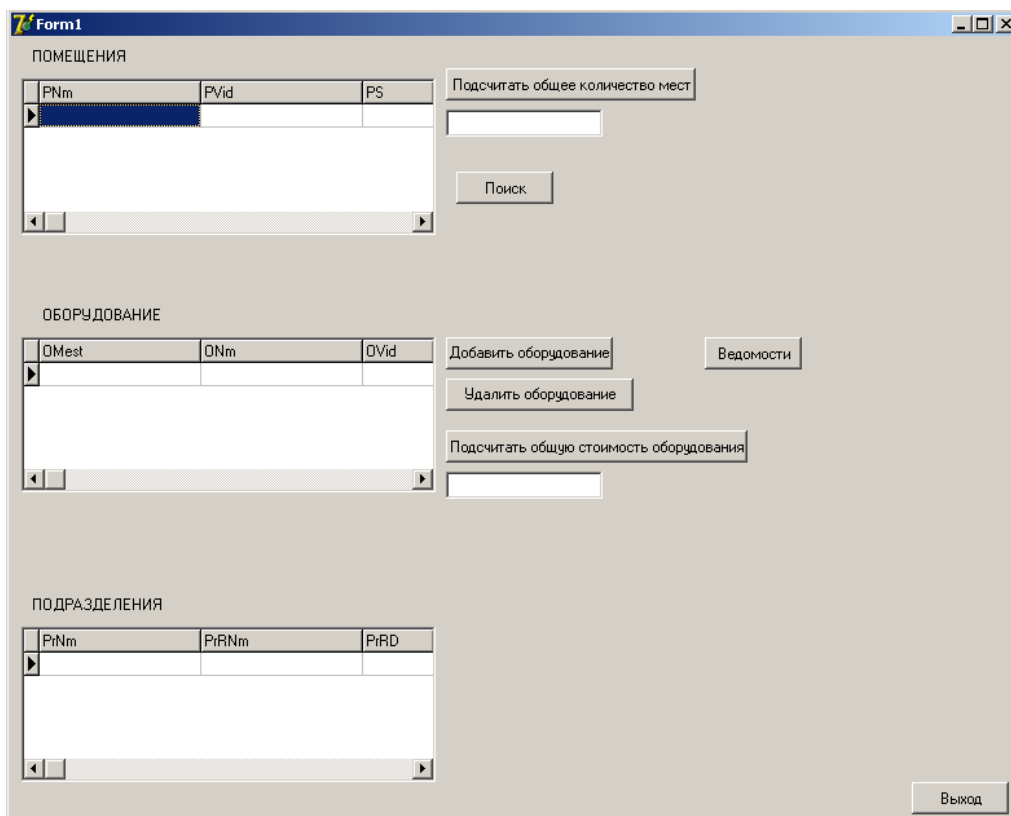 Form1
ПОМЕЩЕНИЯ
PNm PVid PS
Подсчитать общее количество мест
Поиск
ОБОРУДОВАНИЕ
OMest ONm OVid
Добавить оборудование
Ведомости
Удалить оборудование
Подсчитать общую стоимость оборудования
ПОДРАЗДЕЛЕНИЯ
PrNm PrRNm PrRD
Выход